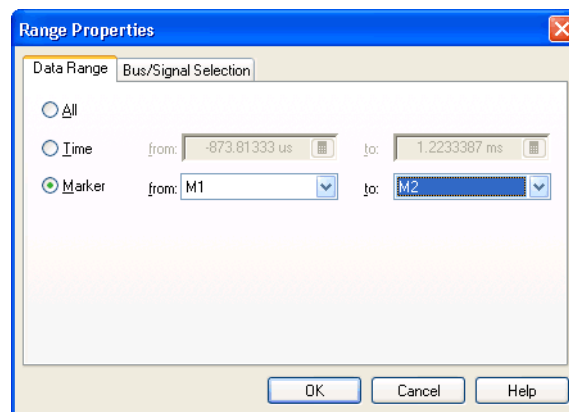 Range Properties
Data Range Bus/Signal Selection
All
Time from: -873.81333 us to: 1.2233387 ms
Marker from: M1 to: M2
OK Cancel Help